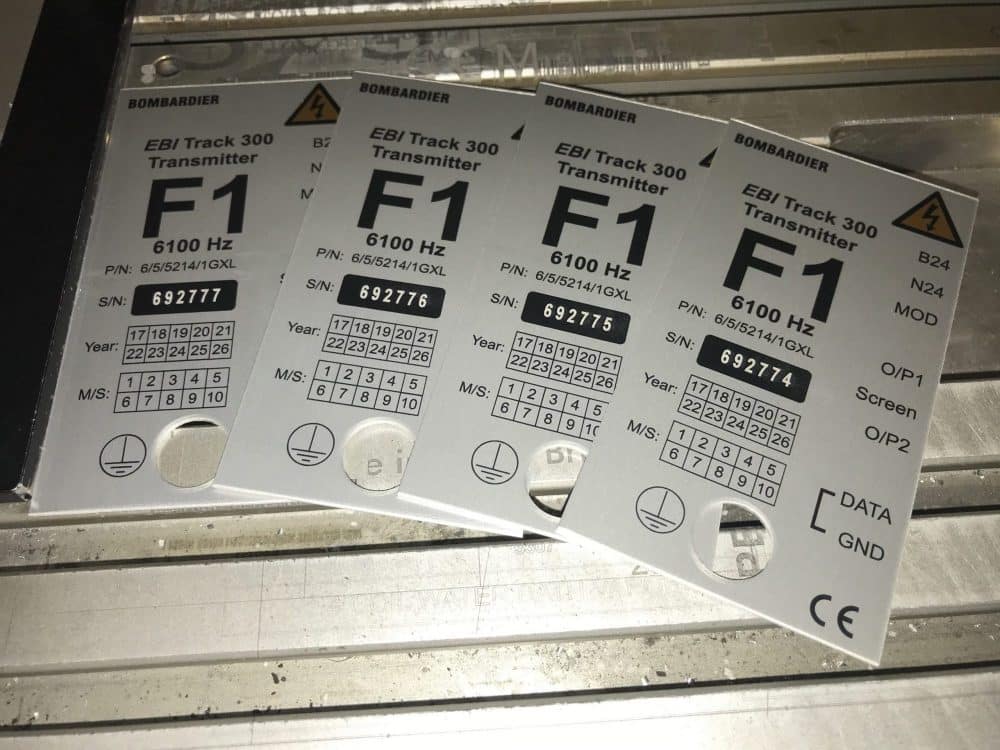 BOMBARDIER
EBI Track 300
Transmitter
F1
6100 Hz
P/N: 6/5/5214/1GXL
S/N: 692777
Year: 17 18 19 20 21
22 23 24 25 26
M/S: 1 2 3 4 5
6 7 8 9 10
BOMBARDIER
EBI Track 300
Transmitter
F1
6100 Hz
P/N: 6/5/5214/1GXL
S/N: 692776
Year: 17 18 19 20 21
22 23 24 25 26
M/S: 1 2 3 4 5
6 7 8 9 10
BOMBARDIER
EBI Track 300
Transmitter
F1
6100 Hz
P/N: 6/5/5214/1GXL
S/N: 692775
Year: 17 18 19 20 21
22 23 24 25 26
M/S: 1 2 3 4 5
6 7 8 9 10
BOMBARDIER
EBI Track 300
Transmitter
F1
6100 Hz
P/N: 6/5/5214/1GXL
S/N: 692774
Year: 17 18 19 20 21
22 23 24 25 26
M/S: 1 2 3 4 5
6 7 8 9 10
B24
N24
MOD
O/P1
Screen
O/P2
DATA
GND
CE